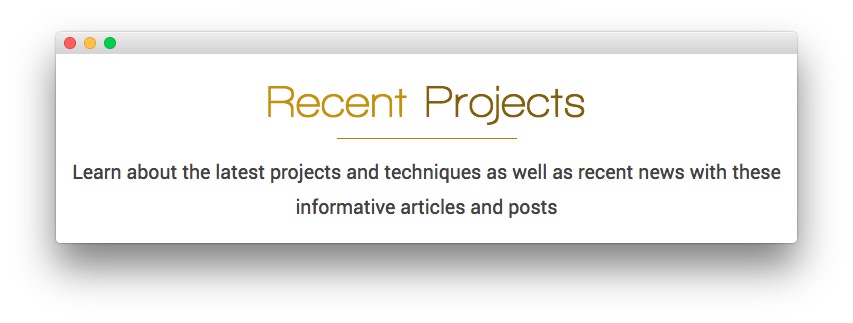 Recent Projects
Learn about the latest projects and techniques as well as recent news with these
informative articles and posts